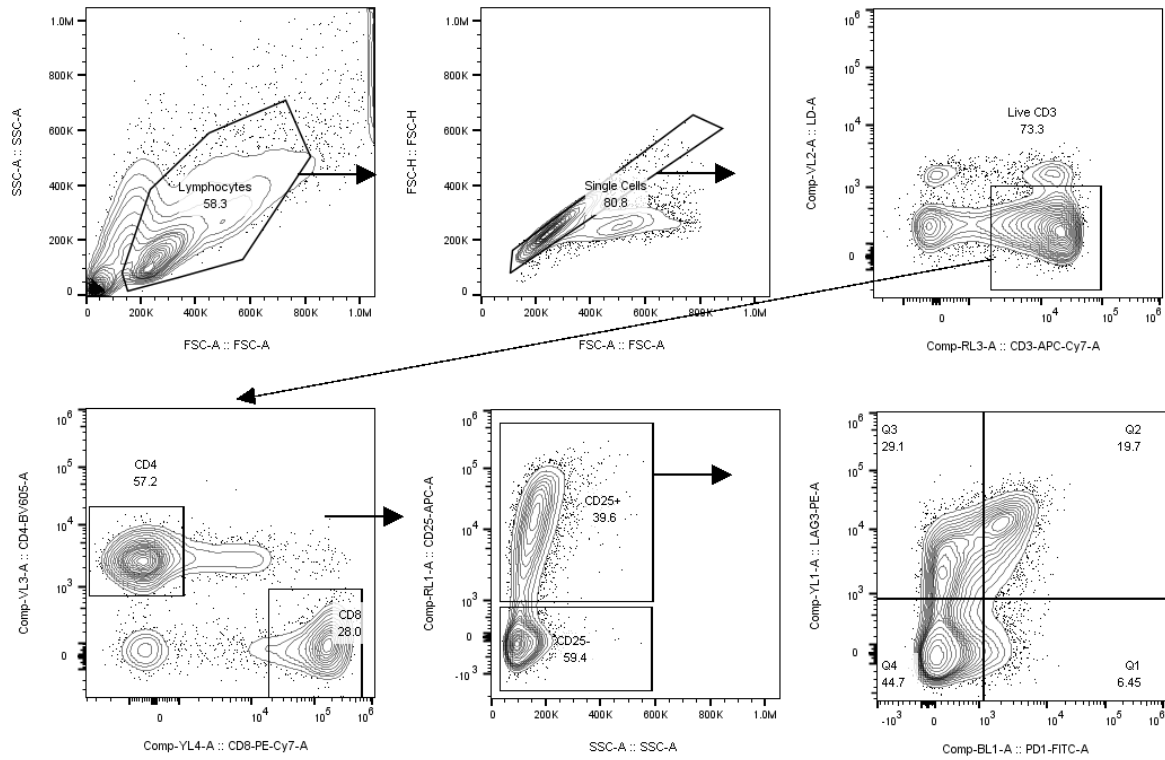 1.0M
800K
600K
400K
200K
0
SSC-A :: SSC-A
Lymphocytes
58.3
0 200K 400K 600K 800K 1.0M
FSC-A :: FSC-A
1.0M
800K
600K
400K
200K
0
FSC-H :: FSC-H
Single Cells
80.8
0 200K 400K 600K 800K 1.0M
FSC-A :: FSC-A
10^6
10^5
10^4
10^3
0
Comp-VL2-A :: LD-A
Live CD3
73.3
0 10^4 10^5 10^6
Comp-RL3-A :: CD3-APC-Cy7-A
10^6
10^5
10^4
10^3
0
Comp-VL3-A :: CD4-BV605-A
CD4
57.2
CD8
28.0
0 10^4 10^5 10^6
Comp-YL4-A :: CD8-PE-Cy7-A
10^6
10^5
10^4
10^3
0
-10^3
Comp-RL1-A :: CD25-APC-A
CD25+
39.6
CD25-
59.4
0 200K 400K 600K 800K 1.0M
SSC-A :: SSC-A
10^6
10^5
10^4
10^3
0
Comp-YL1-A :: LAG3-PE-A
Q3
29.1
Q2
19.7
Q4
44.7
Q1
6.45
-10^3 0 10^3 10^4 10^5 10^6
Comp-BL1-A :: PD1-FITC-A